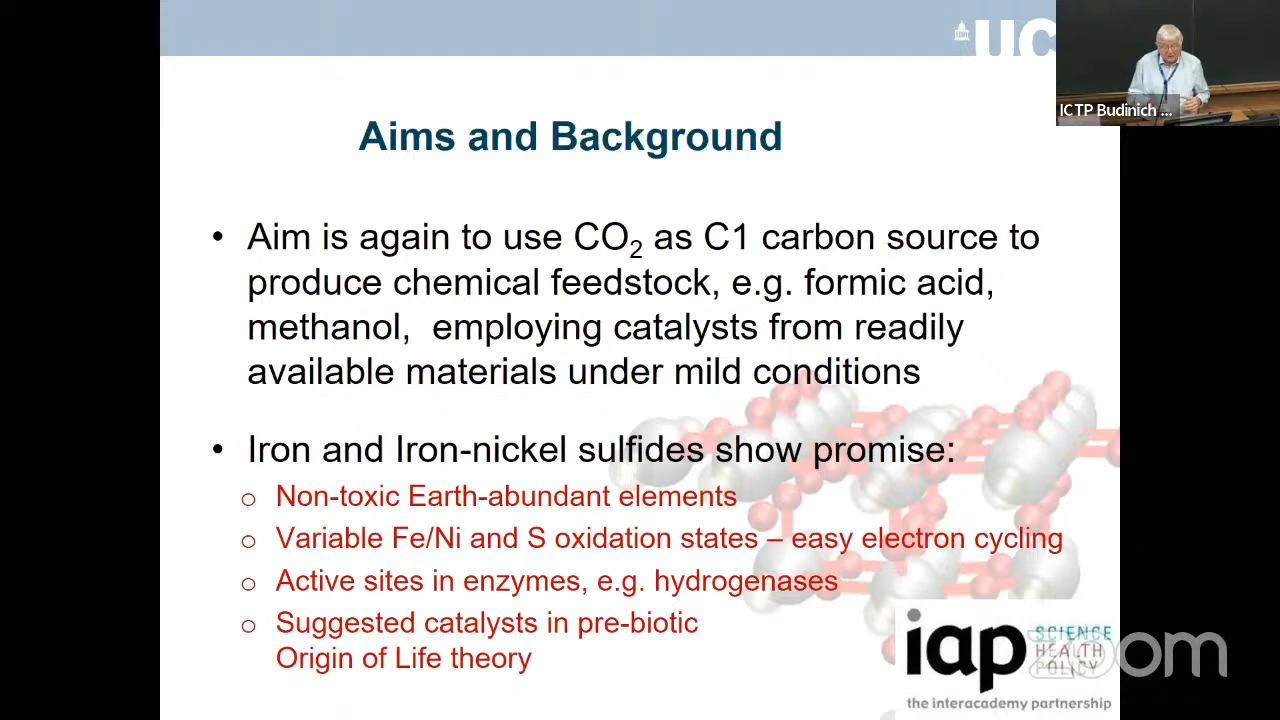 UC
ICTP Budinich ...
Aims and Background
• Aim is again to use CO₂ as C1 carbon source to
produce chemical feedstock, e.g. formic acid,
methanol, employing catalysts from readily
available materials under mild conditions
• Iron and Iron-nickel sulfides show promise:
o Non-toxic Earth-abundant elements
o Variable Fe/Ni and S oxidation states – easy electron cycling
o Active sites in enzymes, e.g. hydrogenases
o Suggested catalysts in pre-biotic
Origin of Life theory
iap SCIENCE
HEALTH
POLICY
zoom
the interacademy partnership